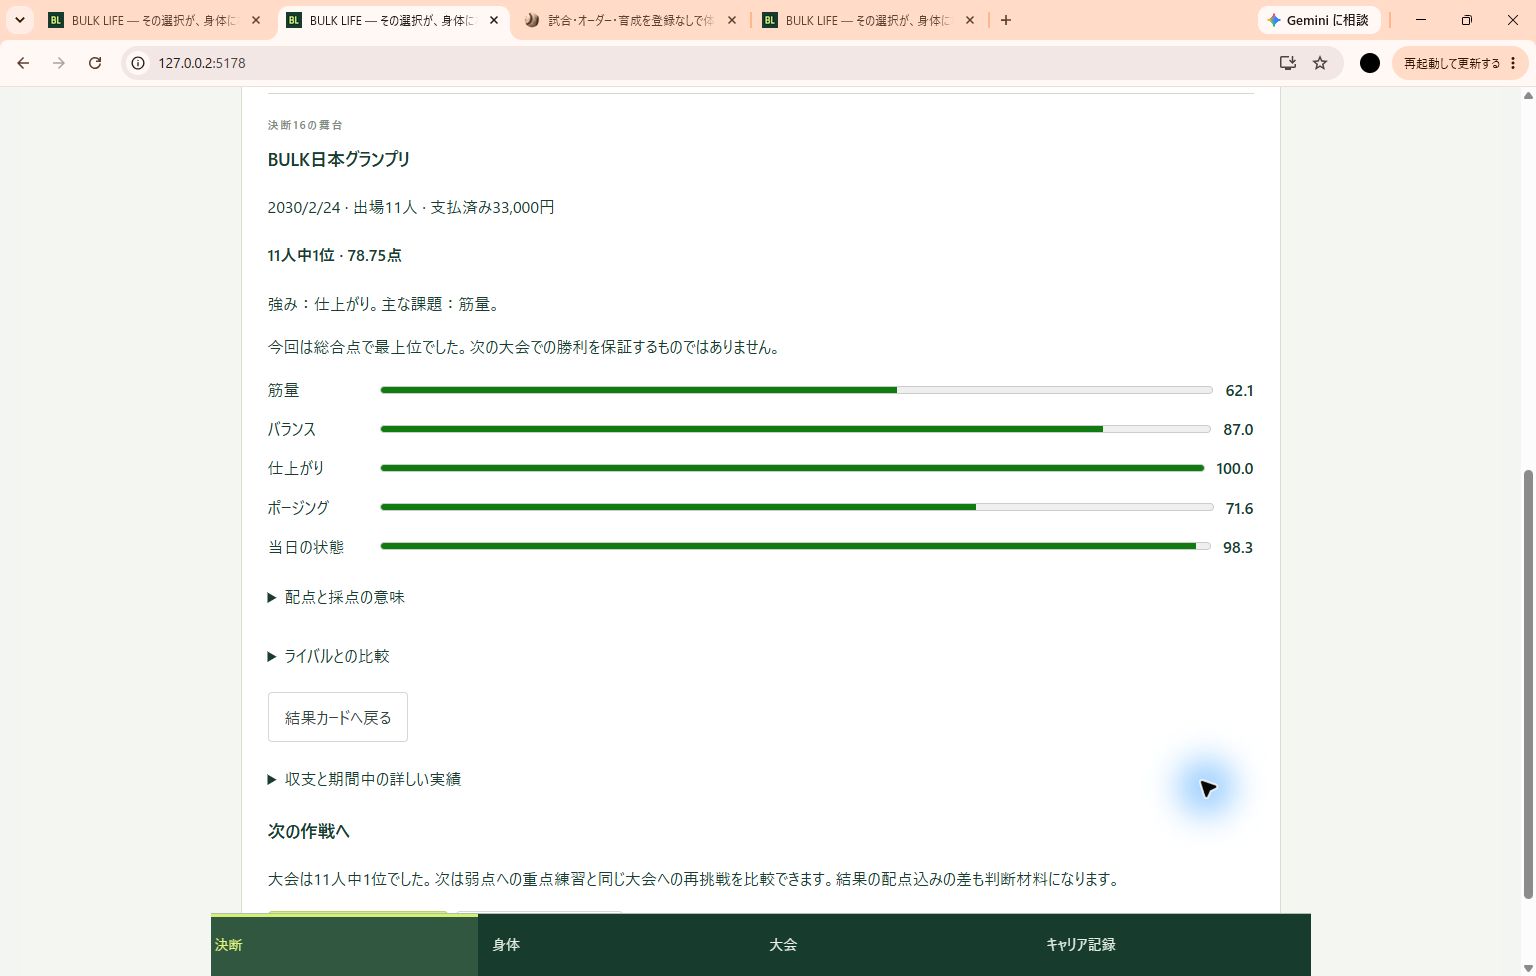 BULK LIFE — その選択が、身体に
BULK LIFE — その選択が、身体に
試合・オーダー・育成を登録なしで体
BULK LIFE — その選択が、身体に
Gemini に相談
127.0.0.2:5178
再起動して更新する
決断16の舞台
BULK日本グランプリ
2030/2/24 · 出場11人 · 支払済み33,000円
11人中1位 · 78.75点
強み：仕上がり。主な課題：筋量。
今回は総合点で最上位でした。次の大会での勝利を保証するものではありません。
筋量 62.1
バランス 87.0
仕上がり 100.0
ポージング 71.6
当日の状態 98.3
配点と採点の意味
ライバルとの比較
結果カードへ戻る
収支と期間中の詳しい実績
次の作戦へ
大会は11人中1位でした。次は弱点への重点練習と同じ大会への再挑戦を比較できます。結果の配点込みの差も判断材料になります。
決断 身体 大会 キャリア記録